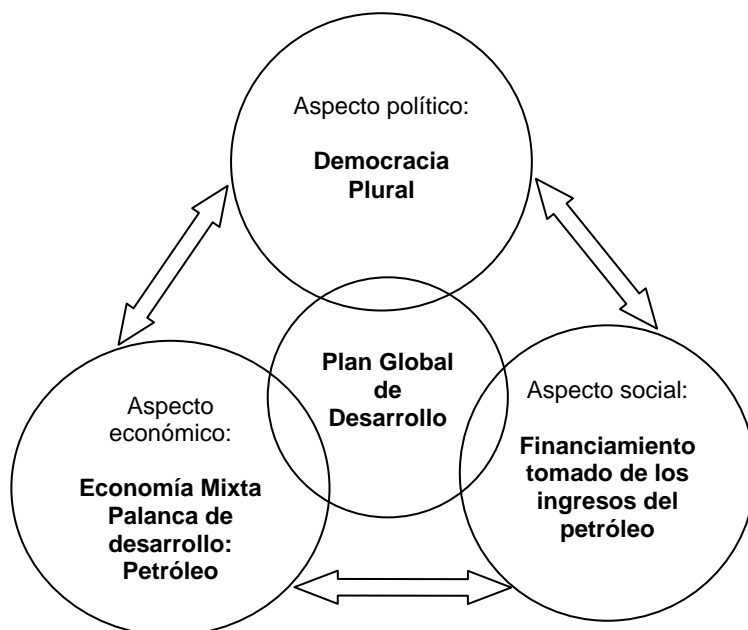 Aspecto político:
Democracia
Plural
Plan Global
de
Desarrollo
Aspecto
económico:
Economía Mixta
Palanca de
desarrollo:
Petróleo
Aspecto social:
Financiamiento
tomado de los
ingresos del
petróleo